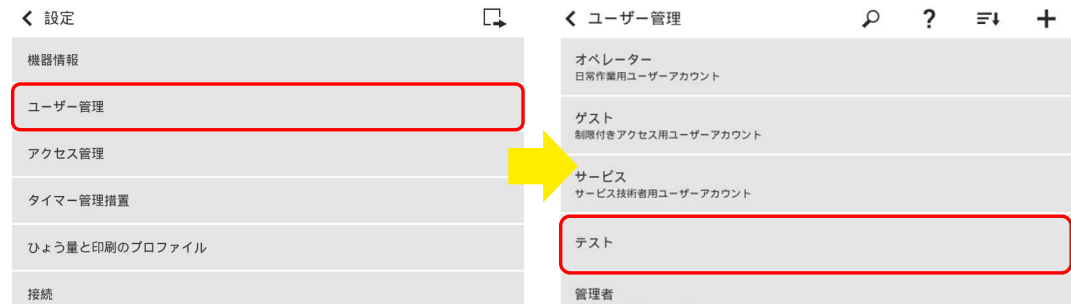 設定
機器情報
ユーザー管理
アクセス管理
タイマー管理措置
ひょう量と印刷のプロファイル
接続
ユーザー管理
オペレーター
日常作業用ユーザーアカウント
ゲスト
制限付きアクセス用ユーザーアカウント
サービス
サービス技術者用ユーザーアカウント
テスト
管理者